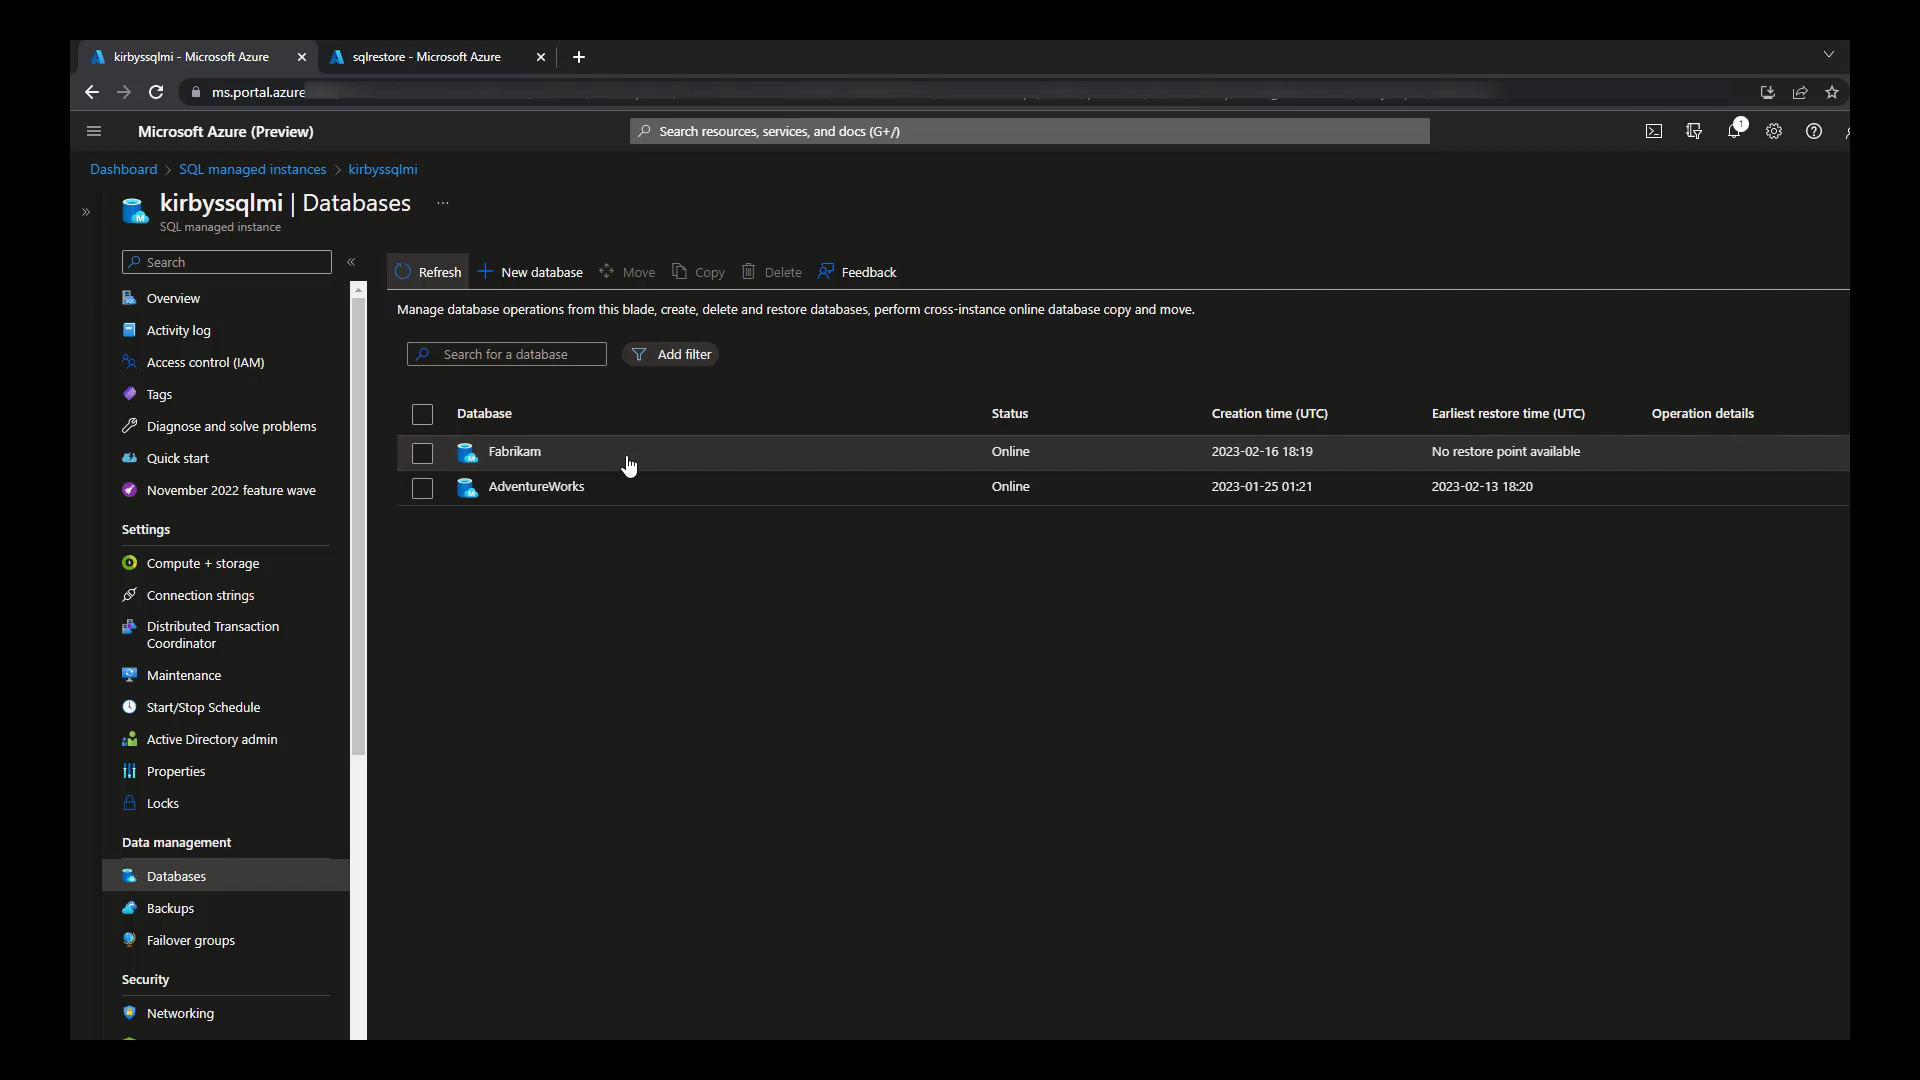 kirbyssqlmi - Microsoft Azure
sqlrestore - Microsoft Azure
ms.portal.azure
Microsoft Azure (Preview)
Search resources, services, and docs (G+/)
1
Dashboard > SQL managed instances > kirbyssqlmi
kirbyssqlmi | Databases ...
SQL managed instance
Search
Refresh
New database
Move
Copy
Delete
Feedback
Manage database operations from this blade, create, delete and restore databases, perform cross-instance online database copy and move.
Search for a database
Add filter
Database Status Creation time (UTC) Earliest restore time (UTC) Operation details
Fabrikam Online 2023-02-16 18:19 No restore point available
AdventureWorks Online 2023-01-25 01:21 2023-02-13 18:20
Overview
Activity log
Access control (IAM)
Tags
Diagnose and solve problems
Quick start
November 2022 feature wave
Settings
Compute + storage
Connection strings
Distributed Transaction
Coordinator
Maintenance
Start/Stop Schedule
Active Directory admin
Properties
Locks
Data management
Databases
Backups
Failover groups
Security
Networking